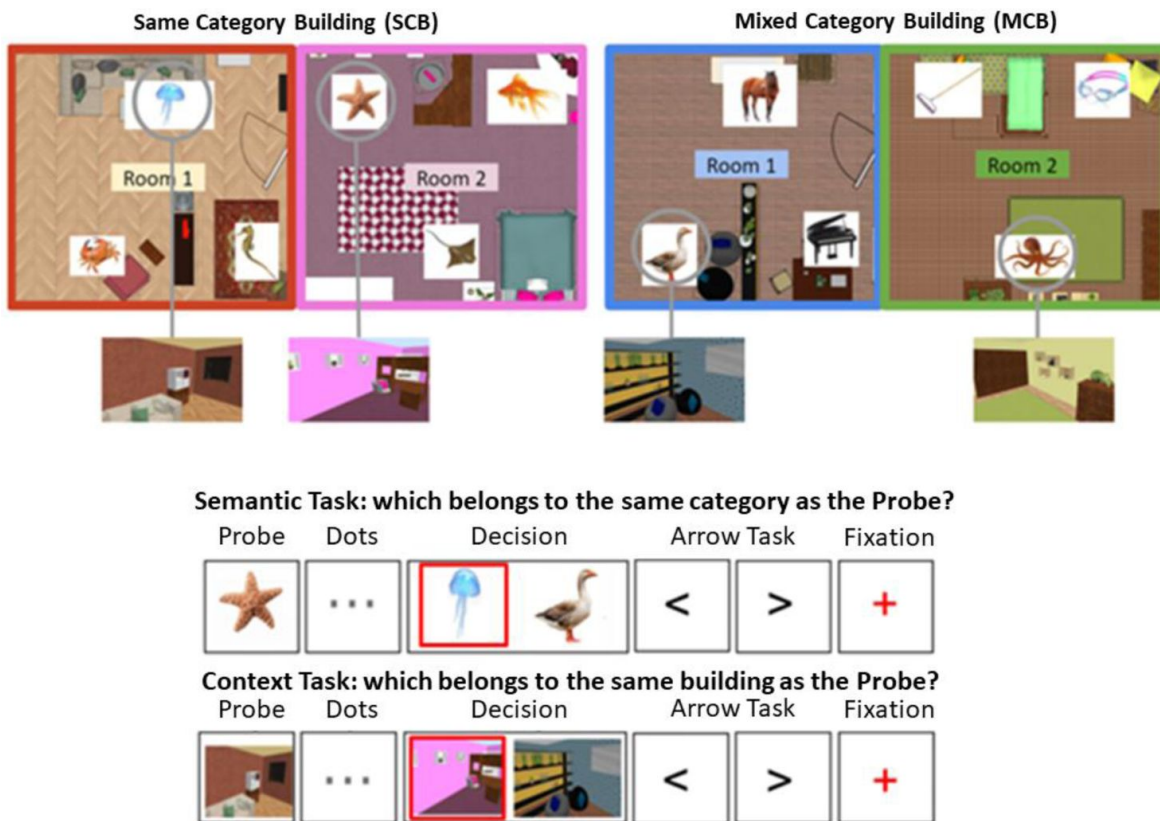 Same Category Building (SCB)
Mixed Category Building (MCB)
Room 1
Room 2
Room 1
Room 2
Semantic Task: which belongs to the same category as the Probe?
Probe Dots Decision Arrow Task Fixation
... < > +
Context Task: which belongs to the same building as the Probe?
Probe Dots Decision Arrow Task Fixation
... < > +